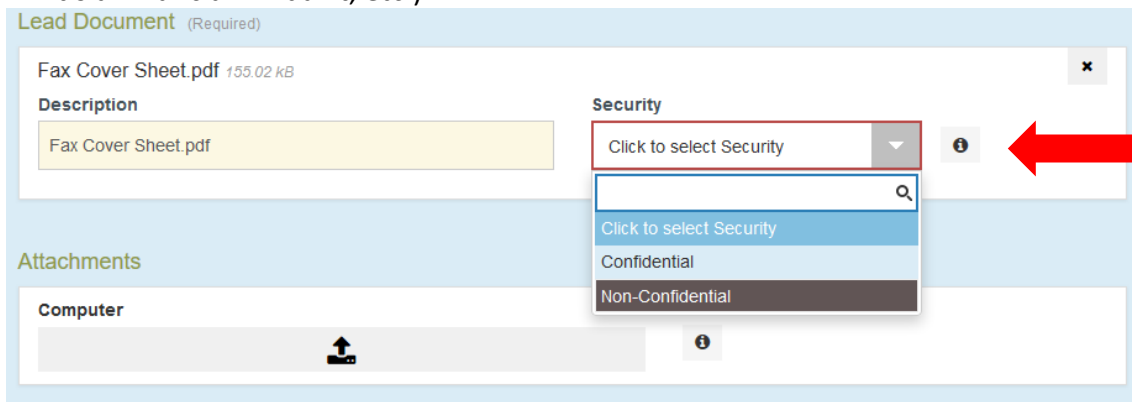 Lead Document (Required)
Fax Cover Sheet.pdf 155.02 kB
Description
Security
Fax Cover Sheet.pdf
Click to select Security
Click to select Security
Confidential
Non-Confidential
Attachments
Computer